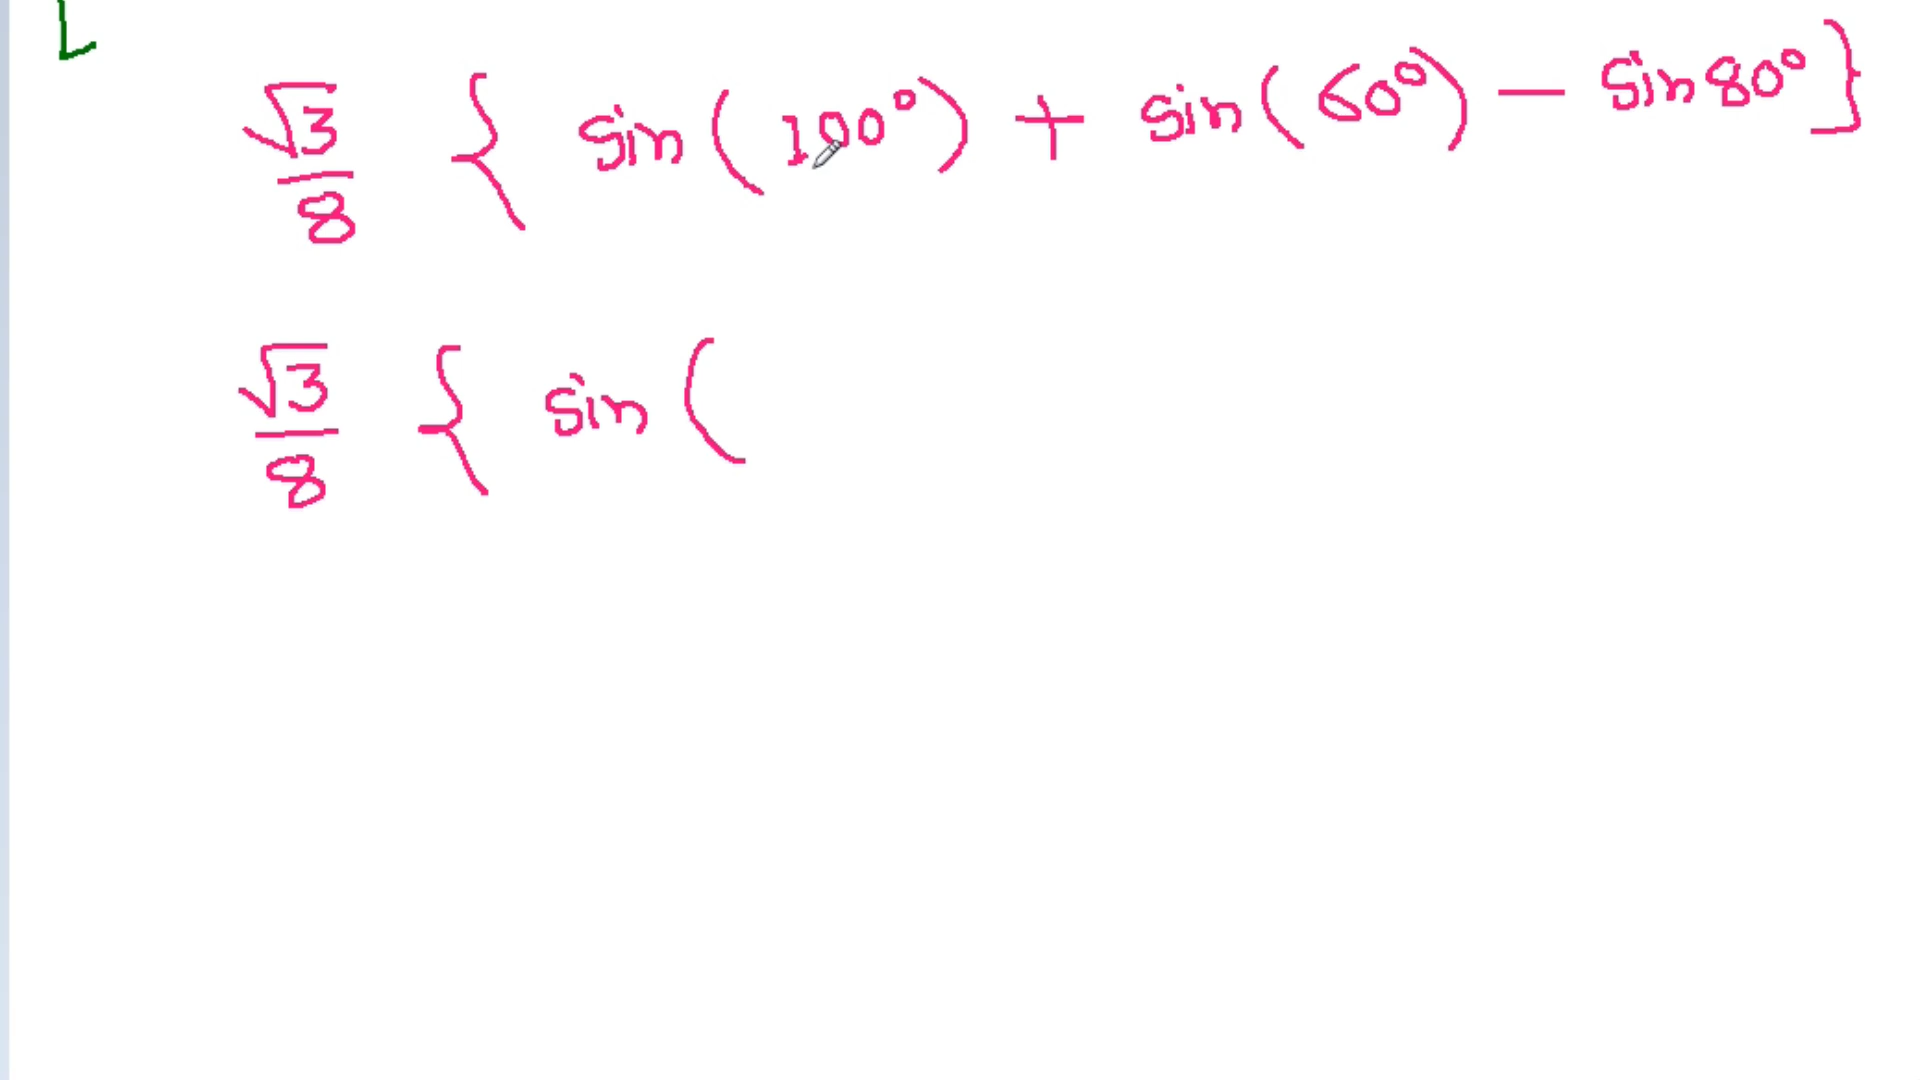 √3/8 { sin(100°) + sin(60°) − sin80° }
√3/8 { sin (